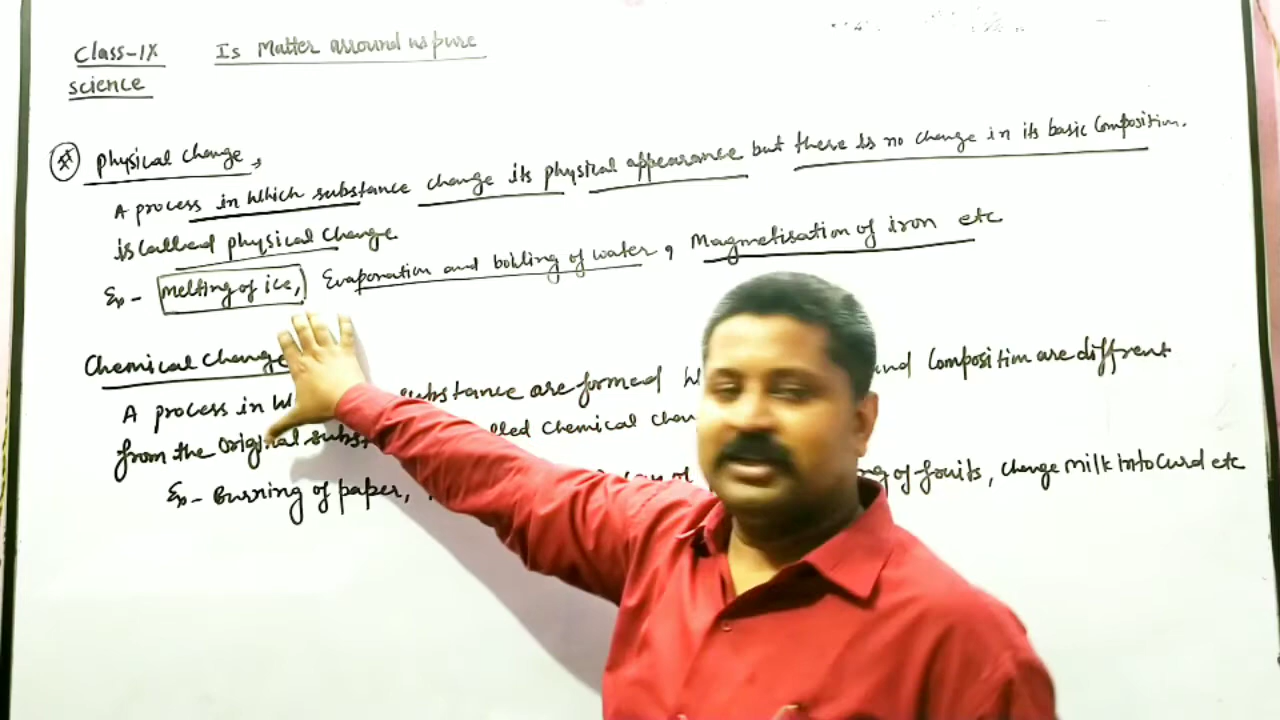 Class-IX Is Matter arround us pure
Science
Physical change,
A process in which substance change its physical appearance but there is no change in its basic Composition.
is called physical change
Ex- melting of ice, Evaporation and boiling of water, Magnetisation of iron etc
Chemical change
A process in substance are formed Composition are diffrent
from the original Chemical
Ex- Burning of paper, of fruits, change milk into curd etc